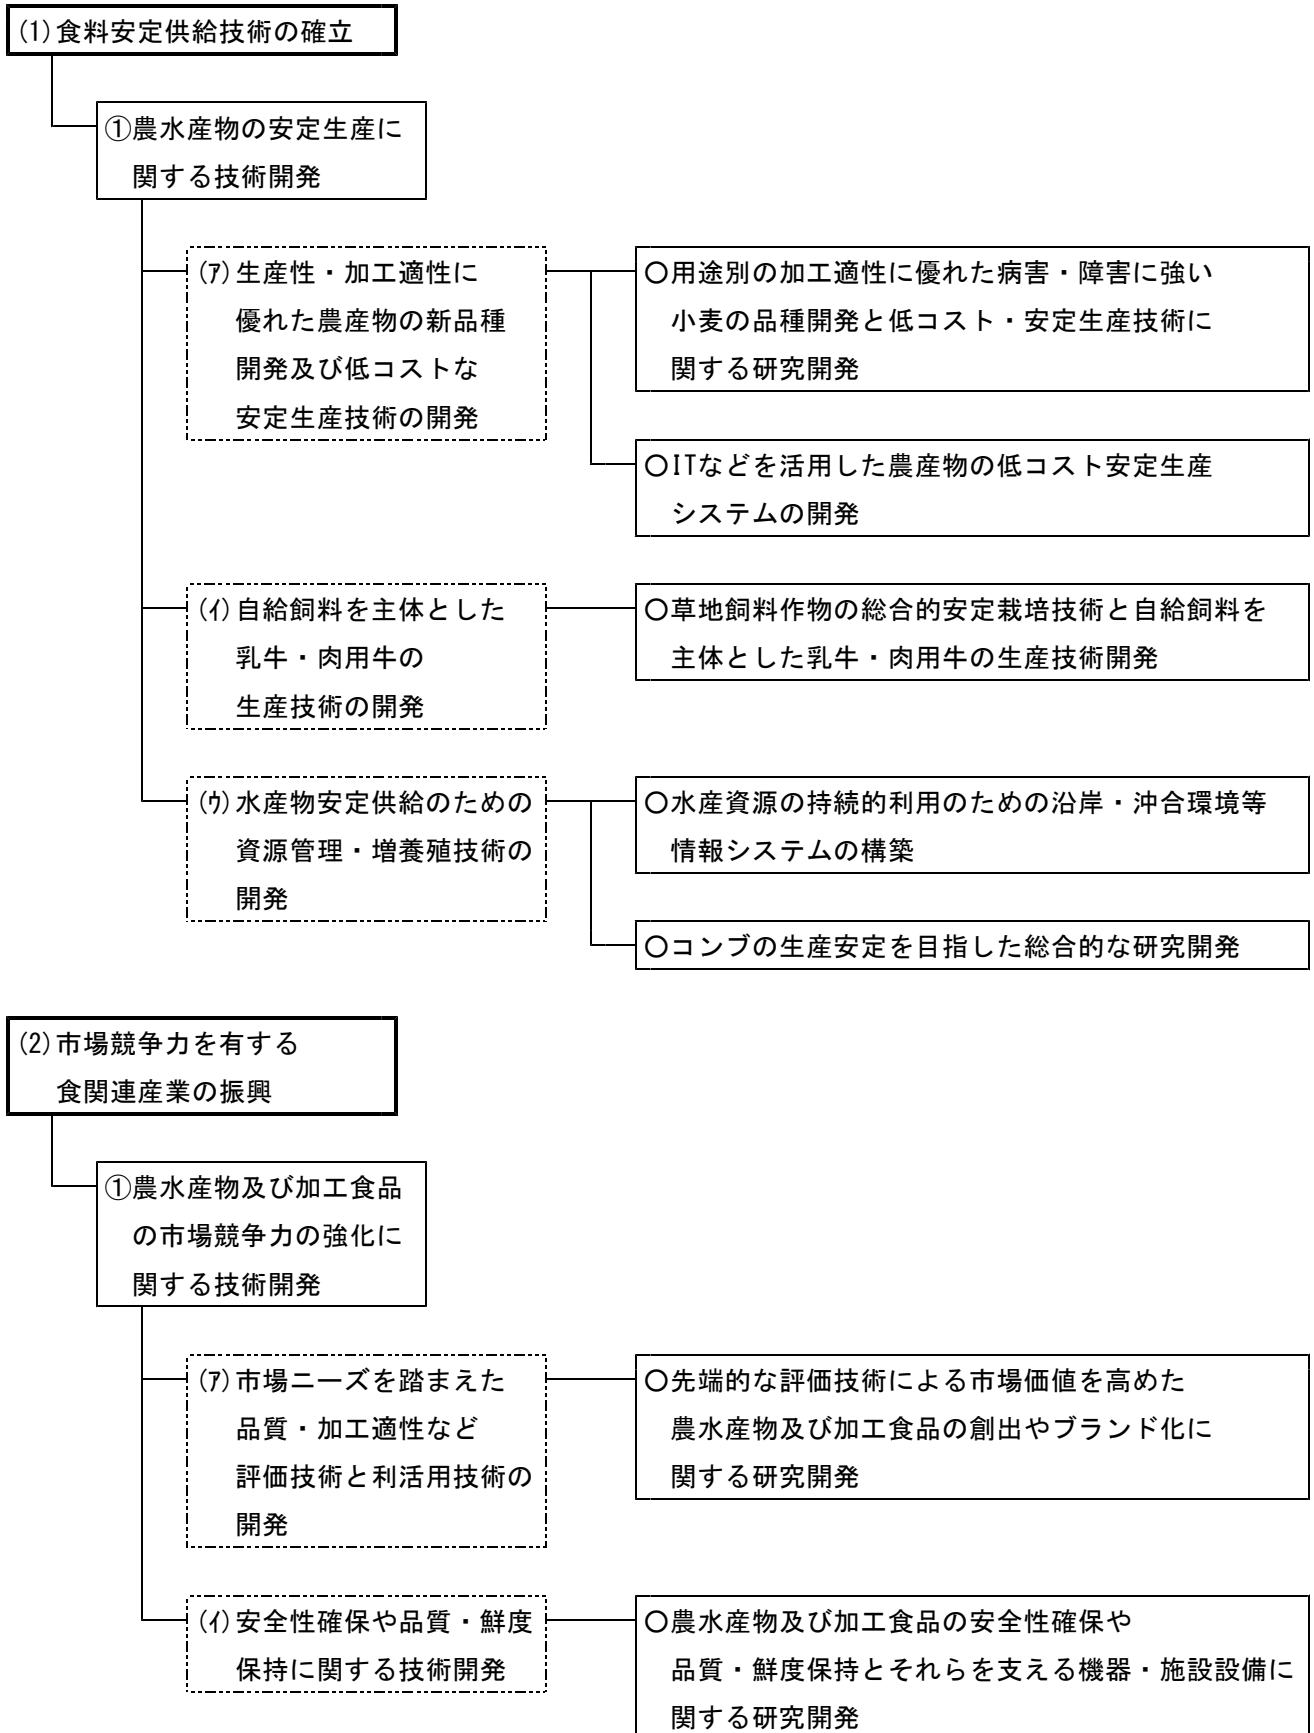 (1)食料安定供給技術の確立
①農水産物の安定生産に
関する技術開発
(ｱ)生産性・加工適性に
優れた農産物の新品種
開発及び低コストな
安定生産技術の開発
○用途別の加工適性に優れた病害・障害に強い
小麦の品種開発と低コスト・安定生産技術に
関する研究開発
○ITなどを活用した農産物の低コスト安定生産
システムの開発
(ｲ)自給飼料を主体とした
乳牛・肉用牛の
生産技術の開発
○草地飼料作物の総合的安定栽培技術と自給飼料を
主体とした乳牛・肉用牛の生産技術開発
(ｳ)水産物安定供給のための
資源管理・増養殖技術の
開発
○水産資源の持続的利用のための沿岸・沖合環境等
情報システムの構築
○コンブの生産安定を目指した総合的な研究開発
(2)市場競争力を有する
食関連産業の振興
①農水産物及び加工食品
の市場競争力の強化に
関する技術開発
(ｱ)市場ニーズを踏まえた
品質・加工適性など
評価技術と利活用技術の
開発
○先端的な評価技術による市場価値を高めた
農水産物及び加工食品の創出やブランド化に
関する研究開発
(ｲ)安全性確保や品質・鮮度
保持に関する技術開発
○農水産物及び加工食品の安全性確保や
品質・鮮度保持とそれらを支える機器・施設設備に
関する研究開発